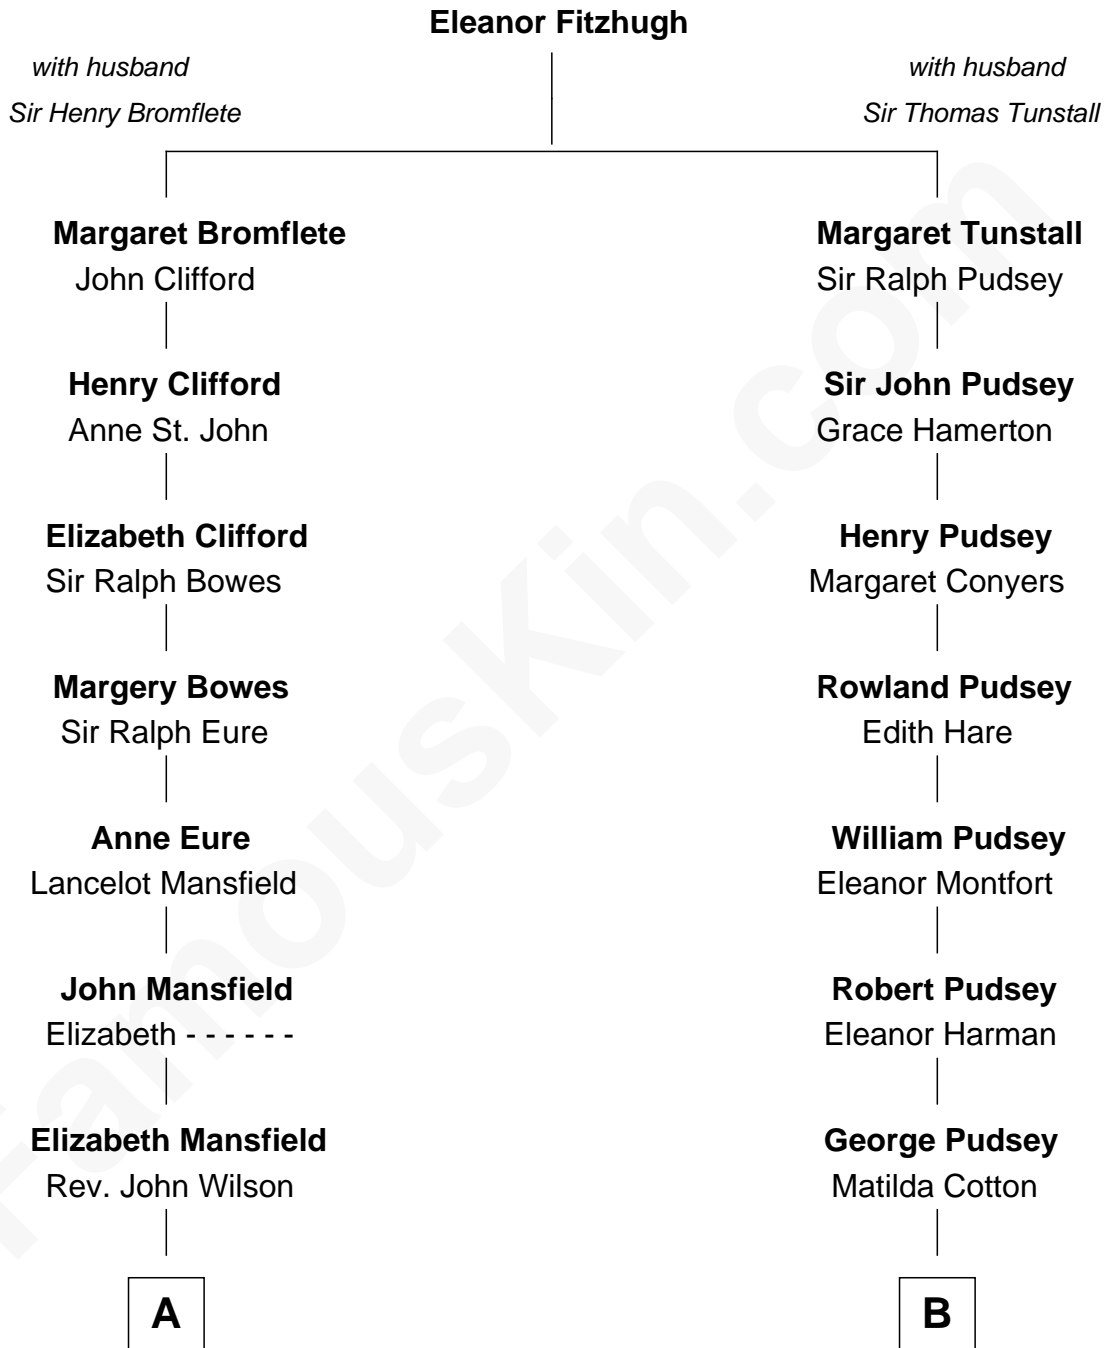 Eleanor Fitzhugh
with husband
Sir Henry Bromflete
with husband
Sir Thomas Tunstall
Margaret Bromflete
John Clifford
Margaret Tunstall
Sir Ralph Pudsey
Henry Clifford
Anne St. John
Sir John Pudsey
Grace Hamerton
Elizabeth Clifford
Sir Ralph Bowes
Henry Pudsey
Margaret Conyers
Margery Bowes
Sir Ralph Eure
Rowland Pudsey
Edith Hare
Anne Eure
Lancelot Mansfield
William Pudsey
Eleanor Montfort
John Mansfield
Elizabeth - - - - - -
Robert Pudsey
Eleanor Harman
Elizabeth Mansfield
Rev. John Wilson
George Pudsey
Matilda Cotton
A
B
FamousKin.com